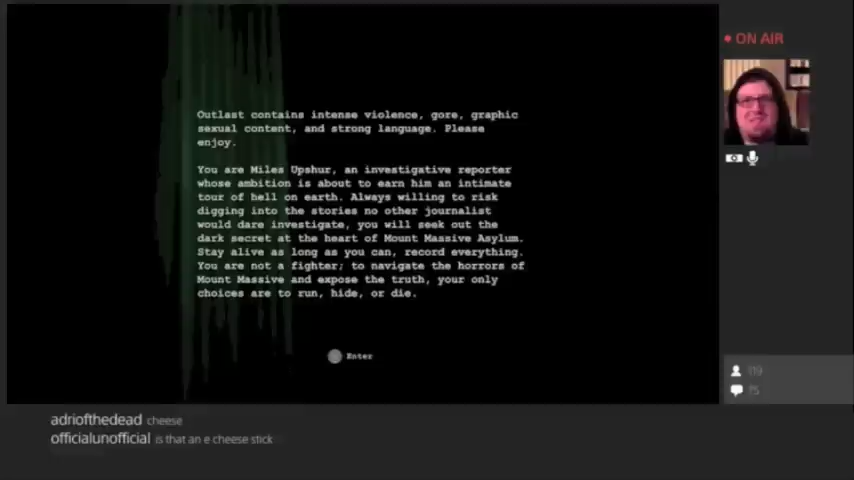 ON AIR
Outlast contains intense violence, gore, graphic
sexual content, and strong language. Please
enjoy.
You are Miles Upshur, an investigative reporter
whose ambition is about to earn him an intimate
tour of hell on earth. Always willing to risk
digging into the stories no other journalist
would dare investigate, you will seek out the
dark secret at the heart of Mount Massive Asylum.
Stay alive as long as you can, record everything.
You are not a fighter; to navigate the horrors of
Mount Massive and expose the truth, your only
choices are to run, hide, or die.
Enter
adriofthedead cheese
officialunofficial is that an e cheese stick